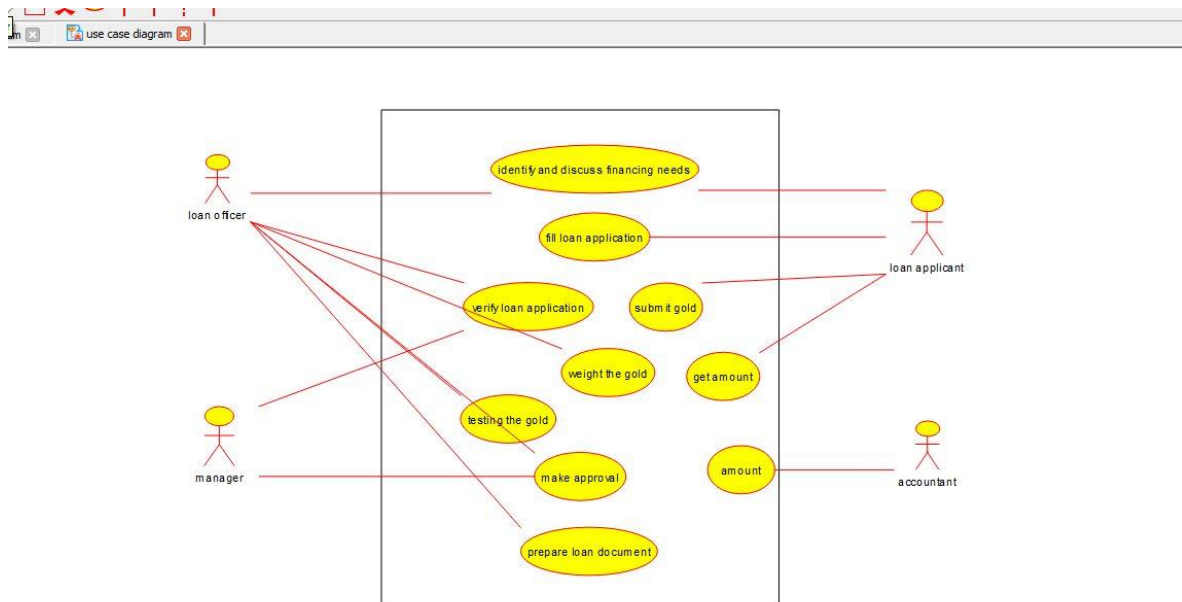 m
use case diagram
identify and discuss financing needs
loan officer
fill loan application
loan applicant
verify loan application
submit gold
weight the gold
get amount
testing the gold
manager
make approval
amount
accountant
prepare loan document